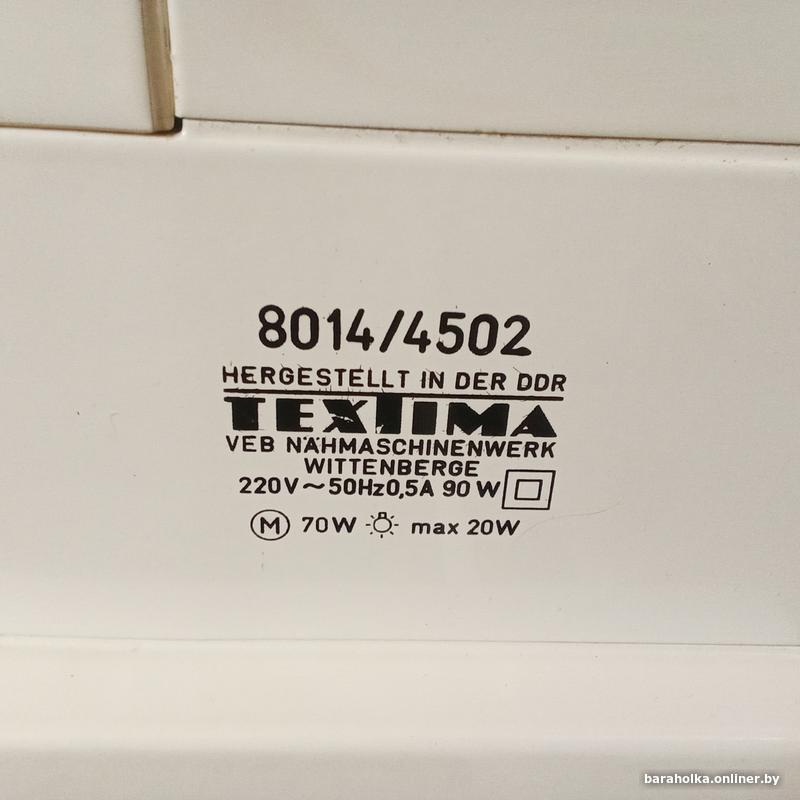 8014/4502
HERGESTELLT IN DER DDR
TEXTIMA
VEB NÄHMASCHINENWERK
WITTENBERGE
220V~50Hz0,5A 90W
M 70W max 20W
baraholka.onliner.by